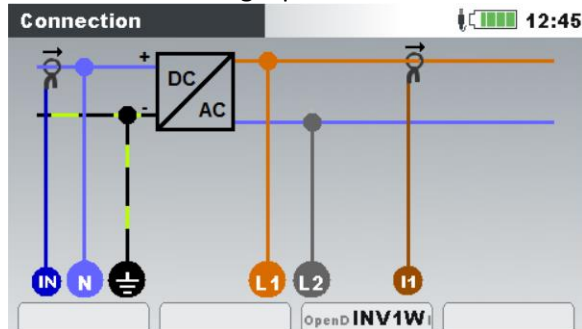 Connection 12:45
+
DC
-
AC
IN N L1 L2 I1
OpenD INV1W